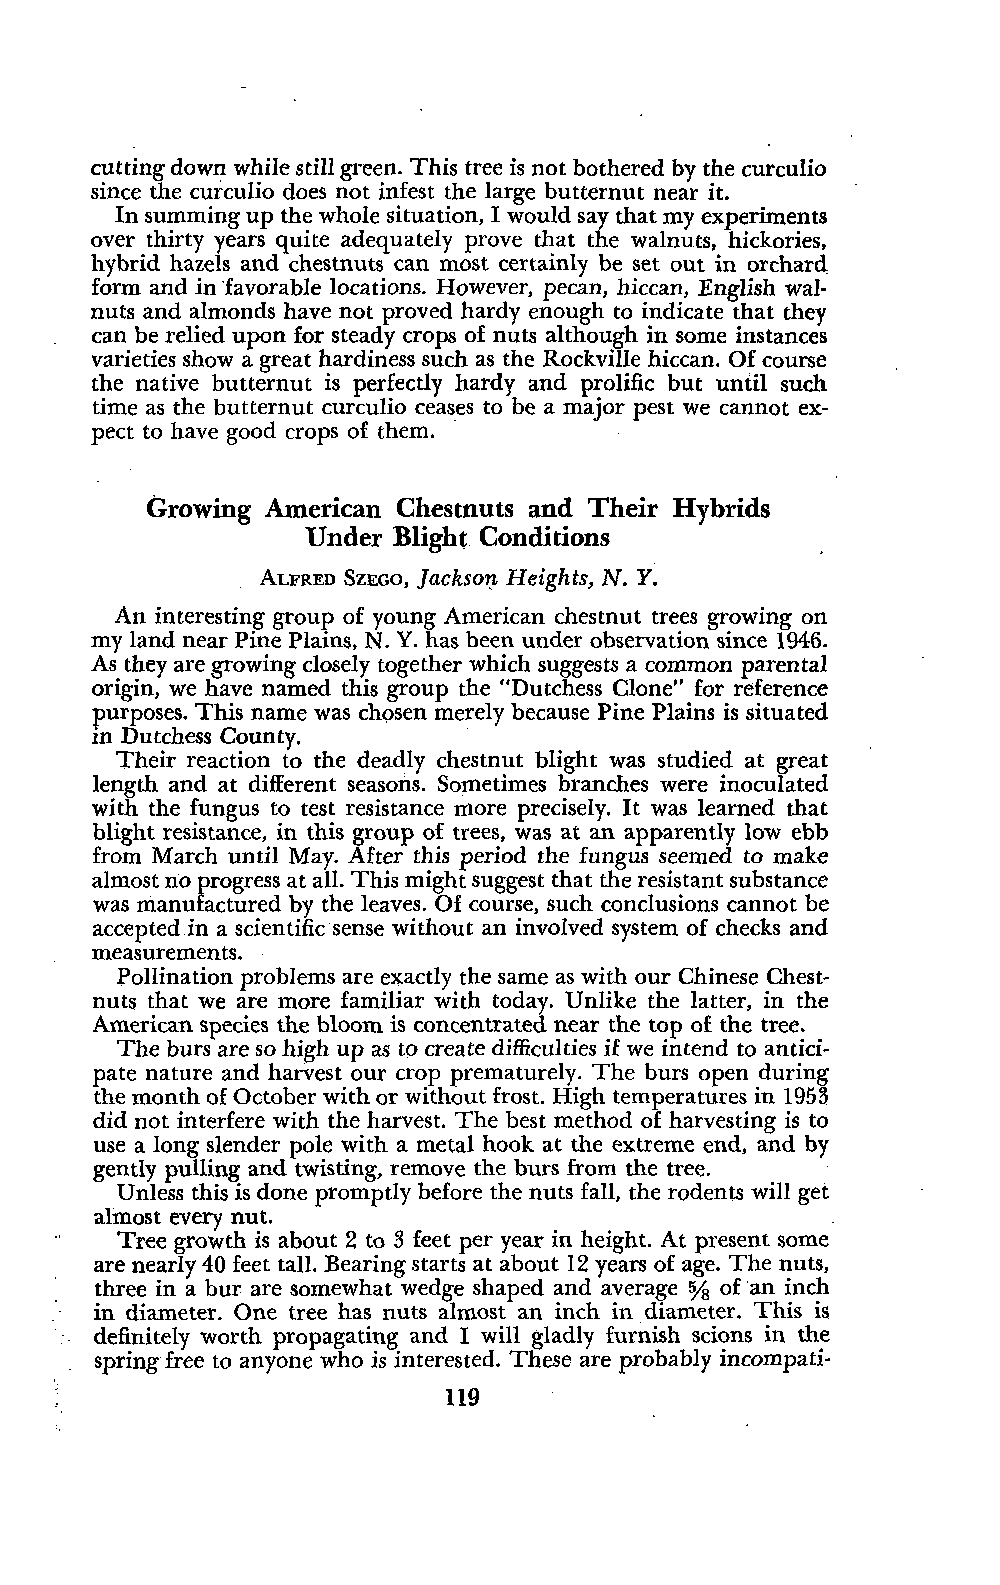 cutting down while still green. This tree is not bothered by the curculio
since the curculio does not infest the large butternut near it.
In summing up the whole situation, I would say that my experiments
over thirty years quite adequately prove that the walnuts, hickories,
hybrid hazels and chestnuts can most certainly be set out in orchard
form and in favorable locations. However, pecan, hiccan, English wal-
nuts and almonds have not proved hardy enough to indicate that they
can be relied upon for steady crops of nuts although in some instances
varieties show a great hardiness such as the Rockville hiccan. Of course
the native butternut is perfectly hardy and prolific but until such
time as the butternut curculio ceases to be a major pest we cannot ex-
pect to have good crops of them.
Growing American Chestnuts and Their Hybrids
Under Blight Conditions
ALFRED SZEGO, Jackson Heights, N. Y.
An interesting group of young American chestnut trees growing on
my land near Pine Plains, N. Y. has been under observation since 1946.
As they are growing closely together which suggests a common parental
origin, we have named this group the "Dutchess Clone" for reference
purposes. This name was chosen merely because Pine Plains is situated
in Dutchess County.
Their reaction to the deadly chestnut blight was studied at great
length and at different seasons. Sometimes branches were inoculated
with the fungus to test resistance more precisely. It was learned that
blight resistance, in this group of trees, was at an apparently low ebb
from March until May. After this period the fungus seemed to make
almost no progress at all. This might suggest that the resistant substance
was manufactured by the leaves. Of course, such conclusions cannot be
accepted in a scientific sense without an involved system of checks and
measurements.
Pollination problems are exactly the same as with our Chinese Chest-
nuts that we are more familiar with today. Unlike the latter, in the
American species the bloom is concentrated near the top of the tree.
The burs are so high up as to create difficulties if we intend to antici-
pate nature and harvest our crop prematurely. The burs open during
the month of October with or without frost. High temperatures in 1953
did not interfere with the harvest. The best method of harvesting is to
use a long slender pole with a metal hook at the extreme end, and by
gently pulling and twisting, remove the burs from the tree.
Unless this is done promptly before the nuts fall, the rodents will get
almost every nut.
Tree growth is about 2 to 3 feet per year in height. At present some
are nearly 40 feet tall. Bearing starts at about 12 years of age. The nuts,
three in a bur are somewhat wedge shaped and average ⅝ of an inch
in diameter. One tree has nuts almost an inch in diameter. This is
definitely worth propagating and I will gladly furnish scions in the
spring free to anyone who is interested. These are probably incompati-
119